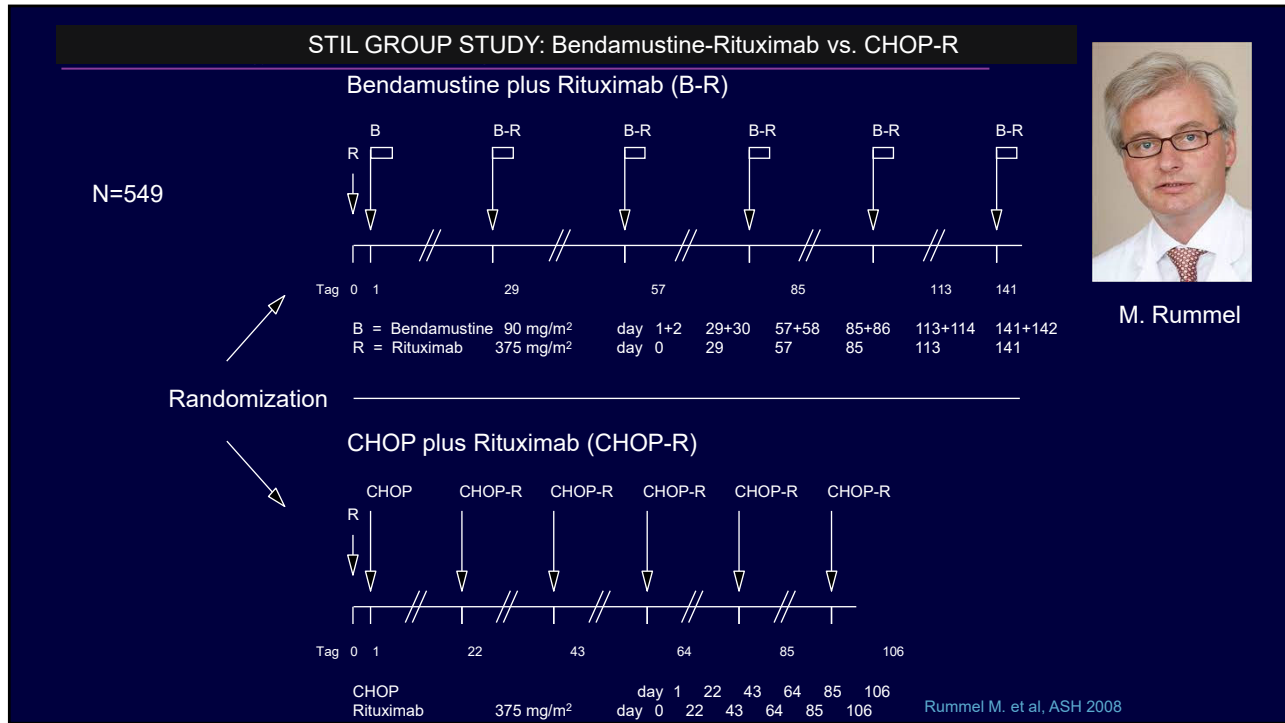 STIL GROUP STUDY: Bendamustine-Rituximab vs. CHOP-R
Bendamustine plus Rituximab (B-R)
B B-R B-R B-R B-R B-R
R
N=549
Tag 0 1 29 57 85 113 141
M. Rummel
B = Bendamustine 90 mg/m² day 1+2 29+30 57+58 85+86 113+114 141+142
R = Rituximab 375 mg/m² day 0 29 57 85 113 141
Randomization
CHOP plus Rituximab (CHOP-R)
CHOP CHOP-R CHOP-R CHOP-R CHOP-R CHOP-R
R
Tag 0 1 22 43 64 85 106
CHOP day 1 22 43 64 85 106
Rituximab 375 mg/m² day 0 22 43 64 85 106
Rummel M. et al, ASH 2008